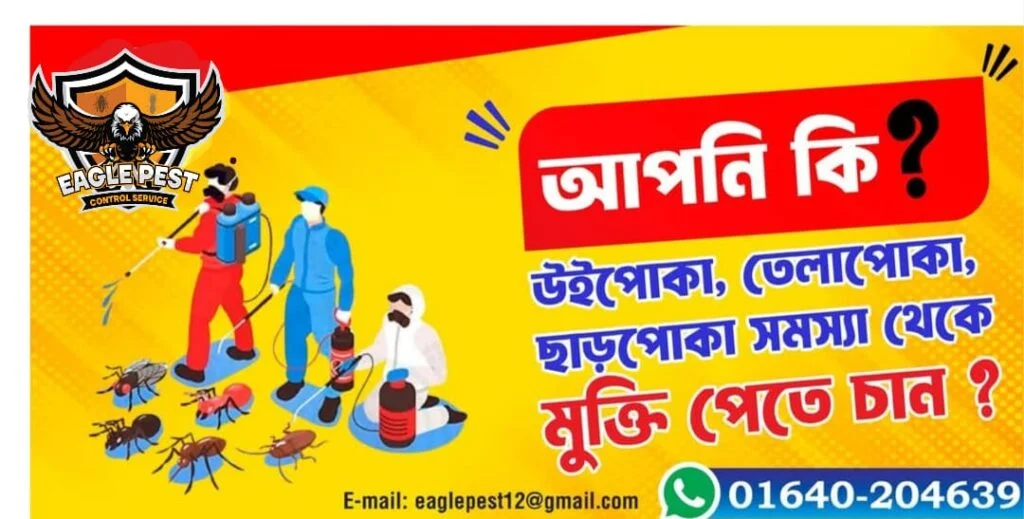 EAGLE PEST
CONTROL SERVICE
আপনি কি ?
উইপোকা, তেলাপোকা,
ছাড়পোকা সমস্যা থেকে
মুক্তি পেতে চান ?
E-mail: eaglepest12@gmail.com
01640-204639